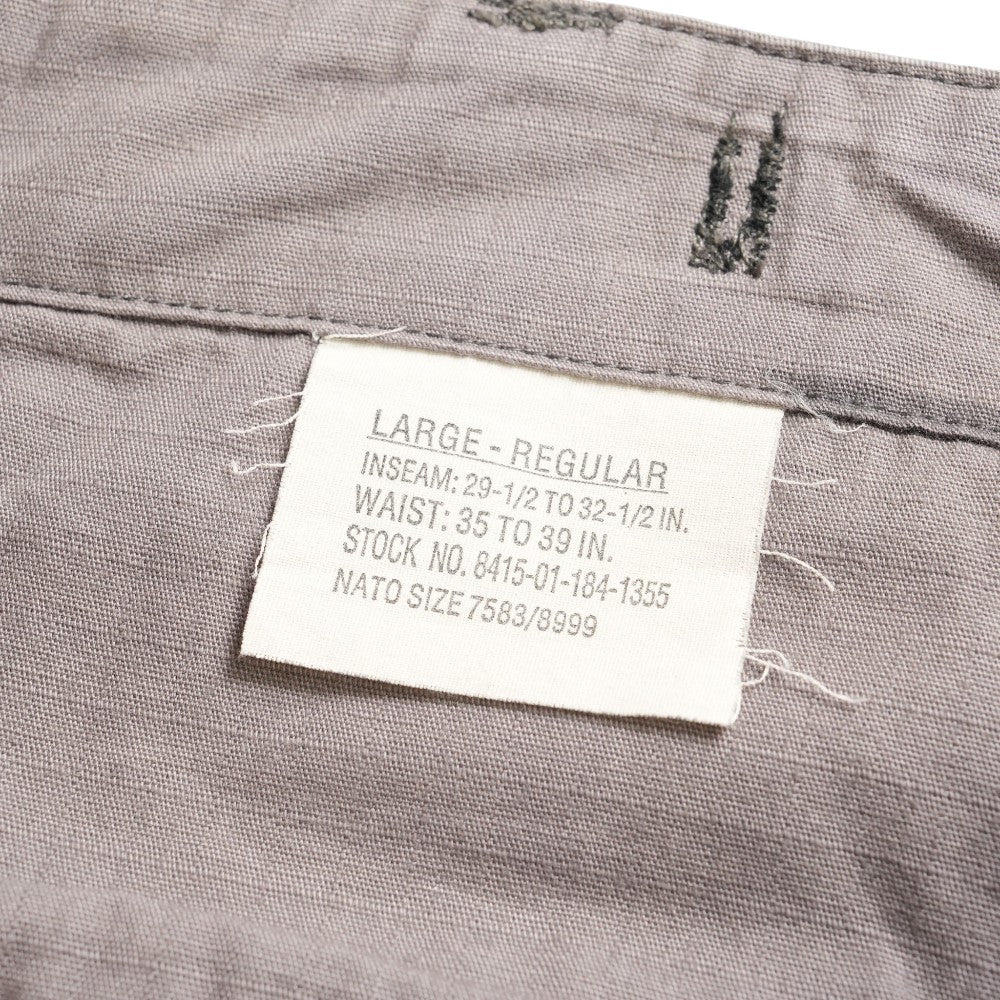 LARGE - REGULAR
INSEAM: 29-1/2 TO 32-1/2 IN.
WAIST: 35 TO 39 IN.
STOCK NO. 8415-01-184-1355
NATO SIZE 7583/8999